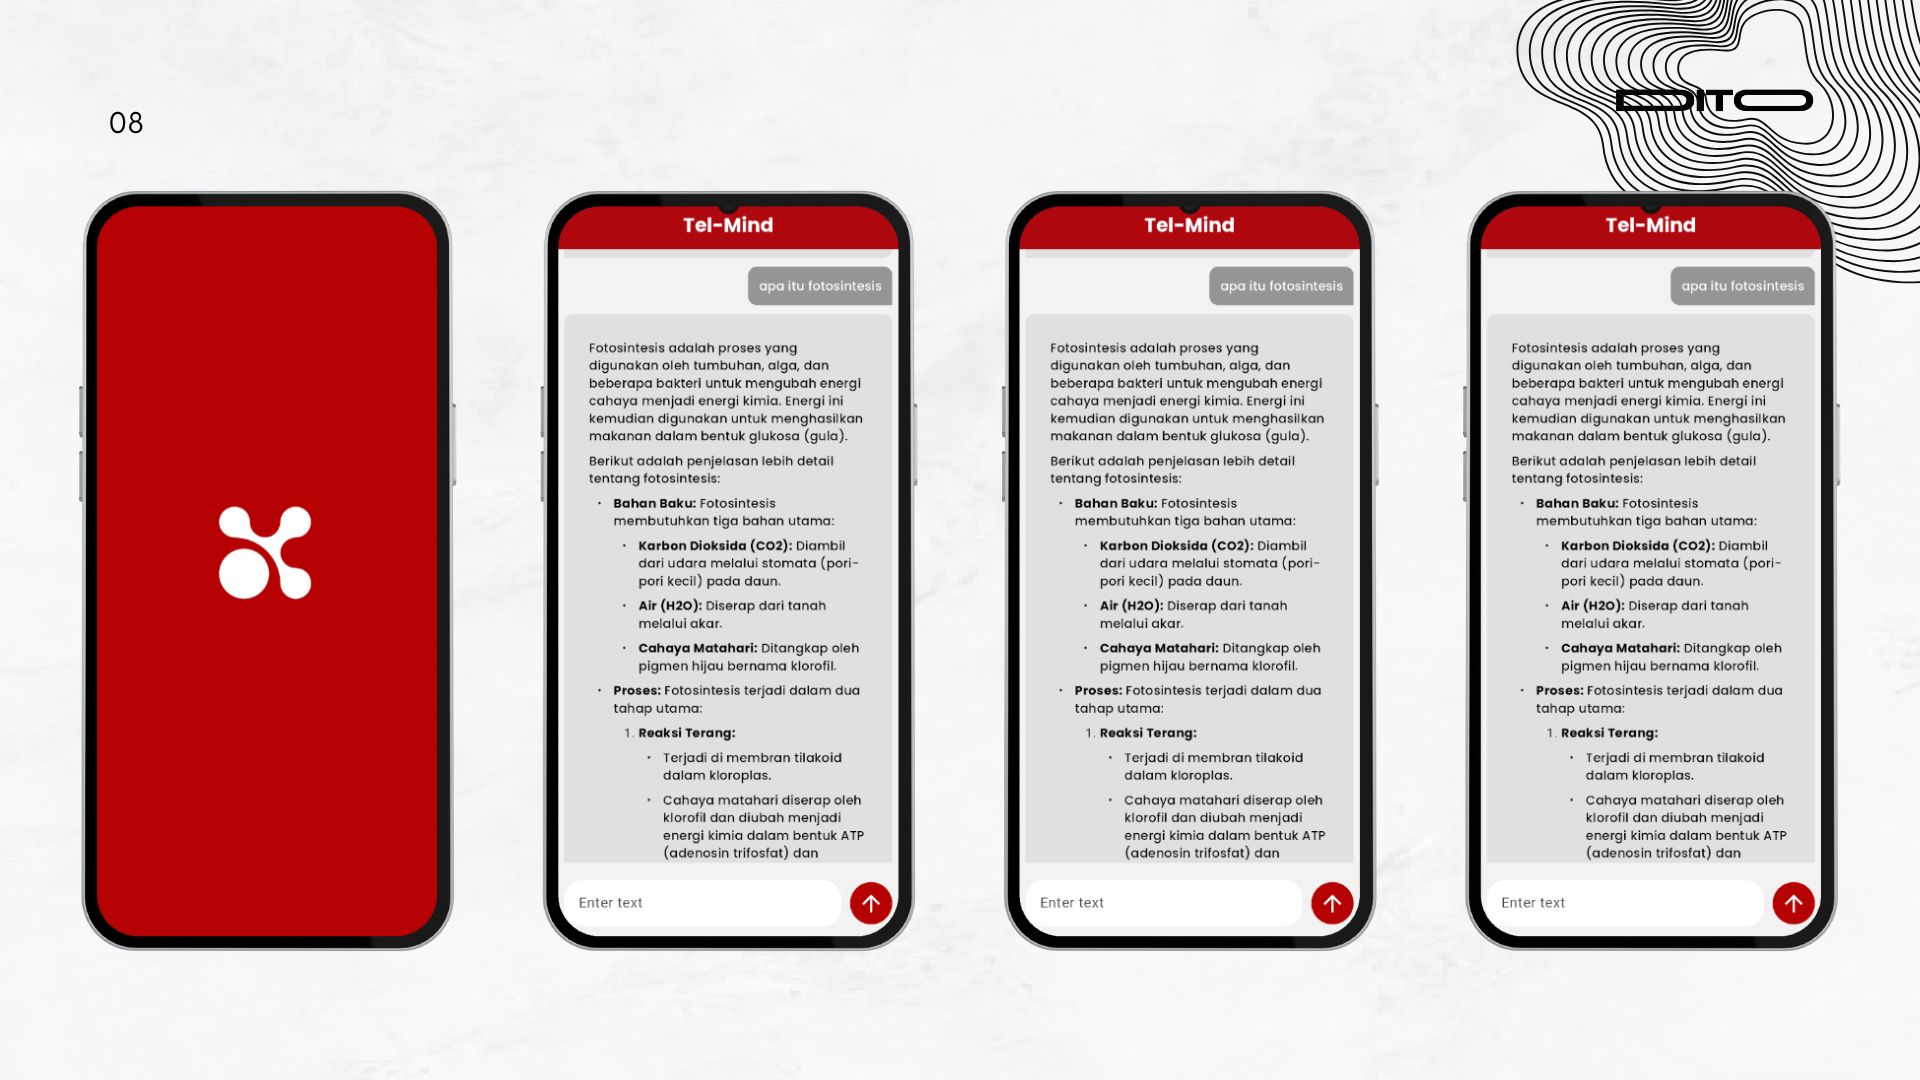 08
DITO
Tel-Mind
apa itu fotosintesis
Fotosintesis adalah proses yang
digunakan oleh tumbuhan, alga, dan
beberapa bakteri untuk mengubah energi
cahaya menjadi energi kimia. Energi ini
kemudian digunakan untuk menghasilkan
makanan dalam bentuk glukosa (gula).
Berikut adalah penjelasan lebih detail
tentang fotosintesis:
• Bahan Baku: Fotosintesis
membutuhkan tiga bahan utama:
• Karbon Dioksida (CO2): Diambil
dari udara melalui stomata (pori-
pori kecil) pada daun.
• Air (H2O): Diserap dari tanah
melalui akar.
• Cahaya Matahari: Ditangkap oleh
pigmen hijau bernama klorofil.
• Proses: Fotosintesis terjadi dalam dua
tahap utama:
1. Reaksi Terang:
• Terjadi di membran tilakoid
dalam kloroplas.
• Cahaya matahari diserap oleh
klorofil dan diubah menjadi
energi kimia dalam bentuk ATP
(adenosin trifosfat) dan
Enter text
Tel-Mind
apa itu fotosintesis
Fotosintesis adalah proses yang
digunakan oleh tumbuhan, alga, dan
beberapa bakteri untuk mengubah energi
cahaya menjadi energi kimia. Energi ini
kemudian digunakan untuk menghasilkan
makanan dalam bentuk glukosa (gula).
Berikut adalah penjelasan lebih detail
tentang fotosintesis:
• Bahan Baku: Fotosintesis
membutuhkan tiga bahan utama:
• Karbon Dioksida (CO2): Diambil
dari udara melalui stomata (pori-
pori kecil) pada daun.
• Air (H2O): Diserap dari tanah
melalui akar.
• Cahaya Matahari: Ditangkap oleh
pigmen hijau bernama klorofil.
• Proses: Fotosintesis terjadi dalam dua
tahap utama:
1. Reaksi Terang:
• Terjadi di membran tilakoid
dalam kloroplas.
• Cahaya matahari diserap oleh
klorofil dan diubah menjadi
energi kimia dalam bentuk ATP
(adenosin trifosfat) dan
Enter text
Tel-Mind
apa itu fotosintesis
Fotosintesis adalah proses yang
digunakan oleh tumbuhan, alga, dan
beberapa bakteri untuk mengubah energi
cahaya menjadi energi kimia. Energi ini
kemudian digunakan untuk menghasilkan
makanan dalam bentuk glukosa (gula).
Berikut adalah penjelasan lebih detail
tentang fotosintesis:
• Bahan Baku: Fotosintesis
membutuhkan tiga bahan utama:
• Karbon Dioksida (CO2): Diambil
dari udara melalui stomata (pori-
pori kecil) pada daun.
• Air (H2O): Diserap dari tanah
melalui akar.
• Cahaya Matahari: Ditangkap oleh
pigmen hijau bernama klorofil.
• Proses: Fotosintesis terjadi dalam dua
tahap utama:
1. Reaksi Terang:
• Terjadi di membran tilakoid
dalam kloroplas.
• Cahaya matahari diserap oleh
klorofil dan diubah menjadi
energi kimia dalam bentuk ATP
(adenosin trifosfat) dan
Enter text